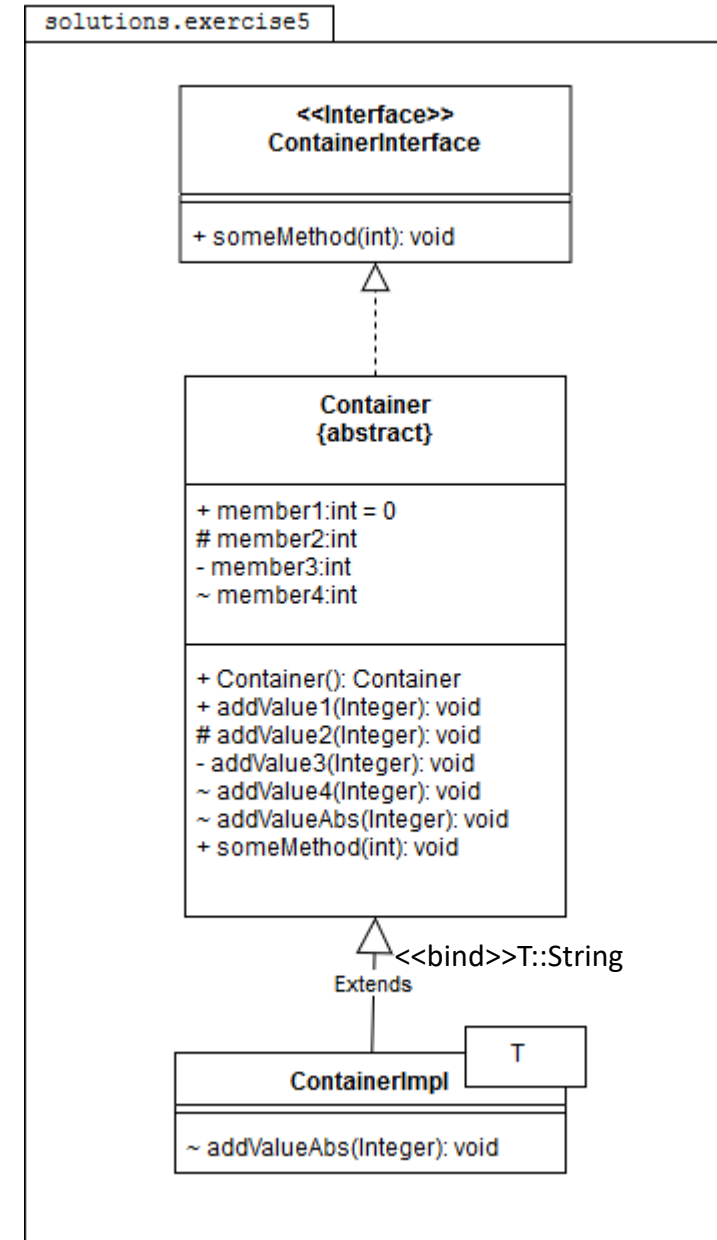 solutions.exercise5
<<Interface>>
ContainerInterface
+ someMethod(int): void
Container
{abstract}
+ member1:int = 0
# member2:int
- member3:int
~ member4:int
+ Container(): Container
+ addValue1(Integer): void
# addValue2(Integer): void
- addValue3(Integer): void
~ addValue4(Integer): void
~ addValueAbs(Integer): void
+ someMethod(int): void
<<bind>>T::String
Extends
T
ContainerImpl
~ addValueAbs(Integer): void